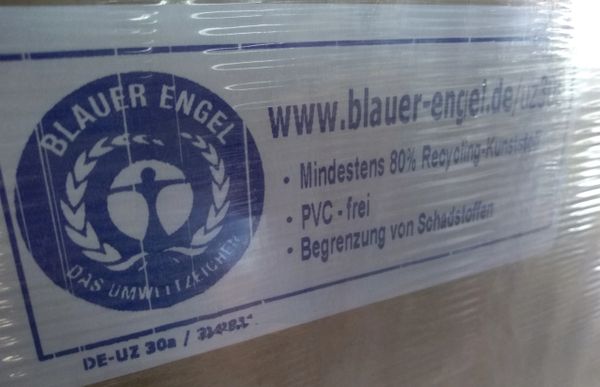 BLAUER ENGEL
DAS UMWELTZEICHEN
www.blauer-engel.de/uz30a
• Mindestens 80% Recycling-Kunststoff
• PVC - frei
• Begrenzung von Schadstoffen
DE-UZ 30a /